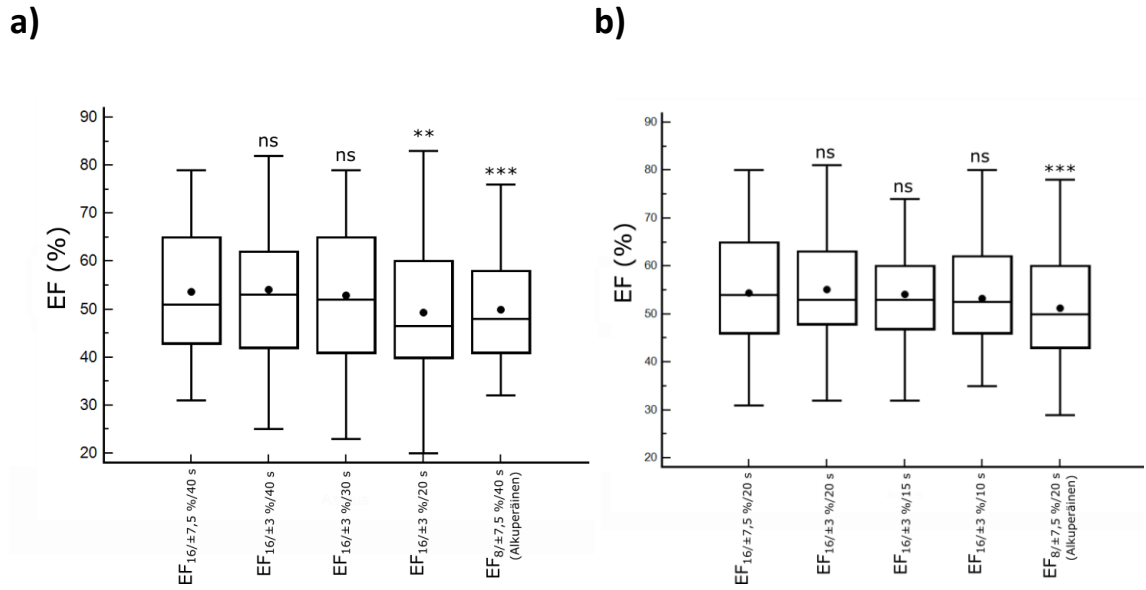 a)
EF (%)
90
80
70
60
50
40
30
20
ns
ns
**
***
EF16/±7,5 %/40 s
EF16/±3 %/40 s
EF16/±3 %/30 s
EF16/±3 %/20 s
EF8/±7,5 %/40 s
(Alkuperäinen)
b)
EF (%)
90
80
70
60
50
40
30
20
ns
ns
ns
***
EF16/±7,5 %/20 s
EF16/±3 %/20 s
EF16/±3 %/15 s
EF16/±3 %/10 s
EF8/±7,5 %/20 s
(Alkuperäinen)